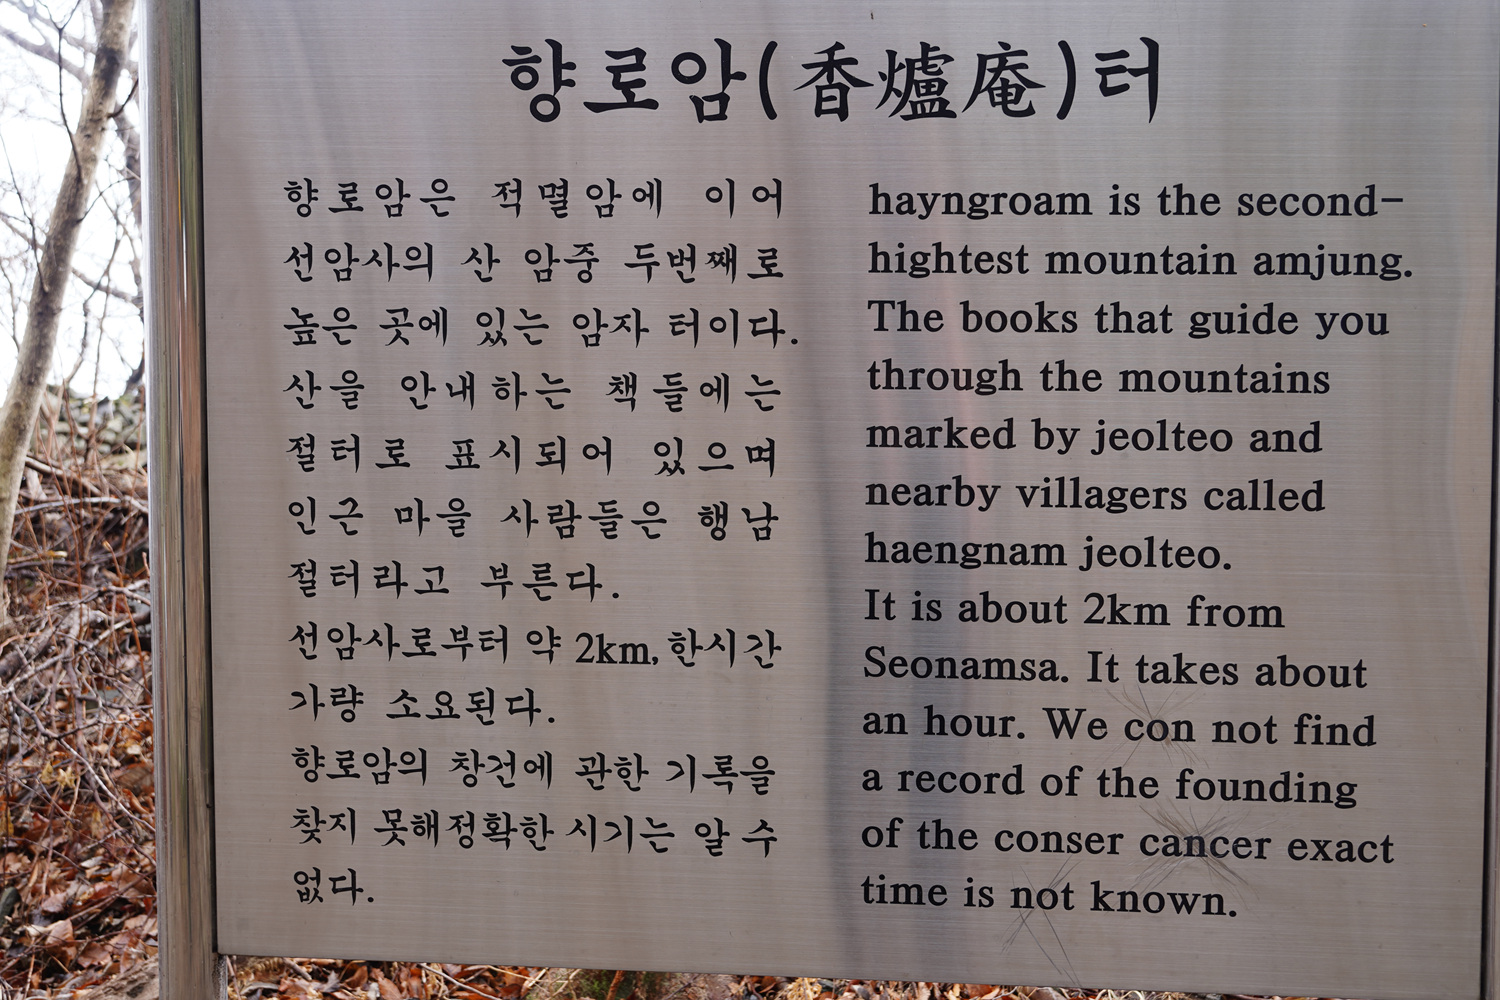 향로암(香爐庵)터
향로암은 적멸암에 이어
선암사의 산 암중 두번째로
높은 곳에 있는 암자 터이다.
산을 안내하는 책들에는
절터로 표시되어 있으며
인근 마을 사람들은 행남
절터라고 부른다.
선암사로부터 약 2km, 한시간
가량 소요된다.
향로암의 창건에 관한 기록을
찾지 못해정확한 시기는 알 수
없다.
hayngroam is the second-
hightest mountain amjung.
The books that guide you
through the mountains
marked by jeolteo and
nearby villagers called
haengnam jeolteo.
It is about 2km from
Seonamsa. It takes about
an hour. We con not find
a record of the founding
of the conser cancer exact
time is not known.